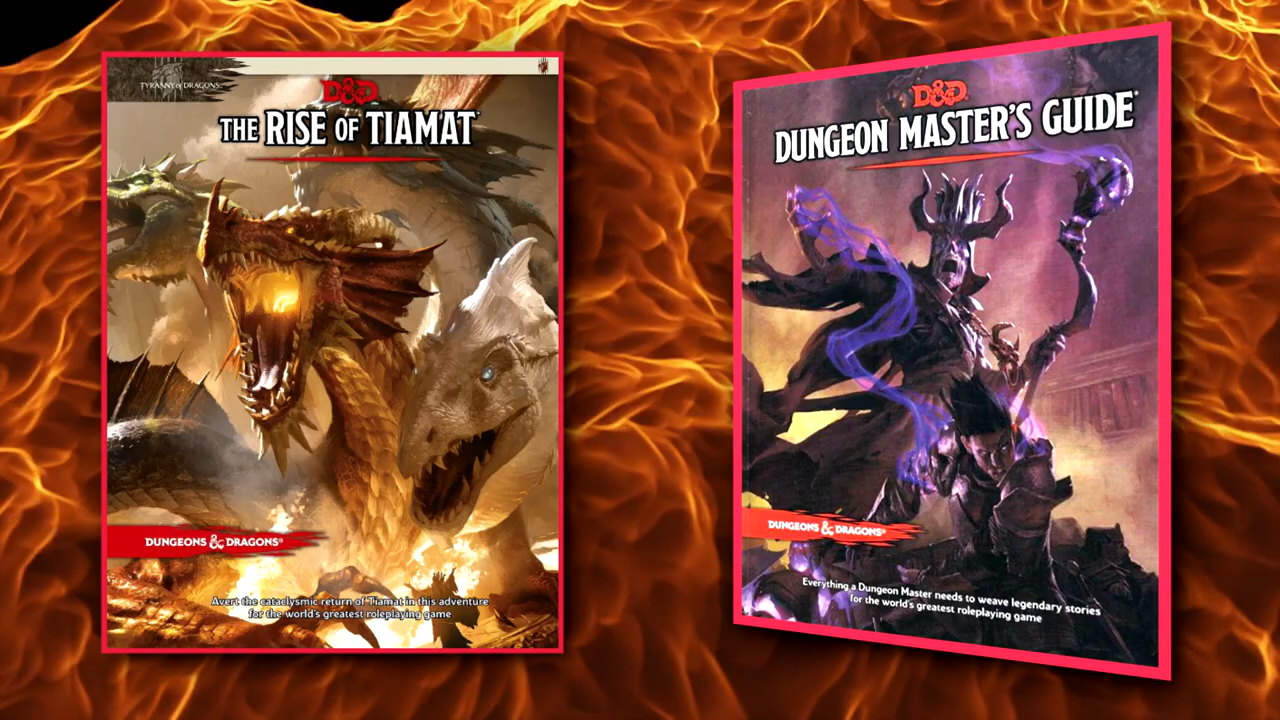 TYRANNY of DRAGONS
D&D
THE RISE OF TIAMAT
DUNGEONS & DRAGONS®
Avert the cataclysmic return of Tiamat in this adventure
for the world's greatest roleplaying game
D&D
DUNGEON MASTER'S GUIDE®
DUNGEONS & DRAGONS®
Everything a Dungeon Master needs to weave legendary stories
for the world's greatest roleplaying game